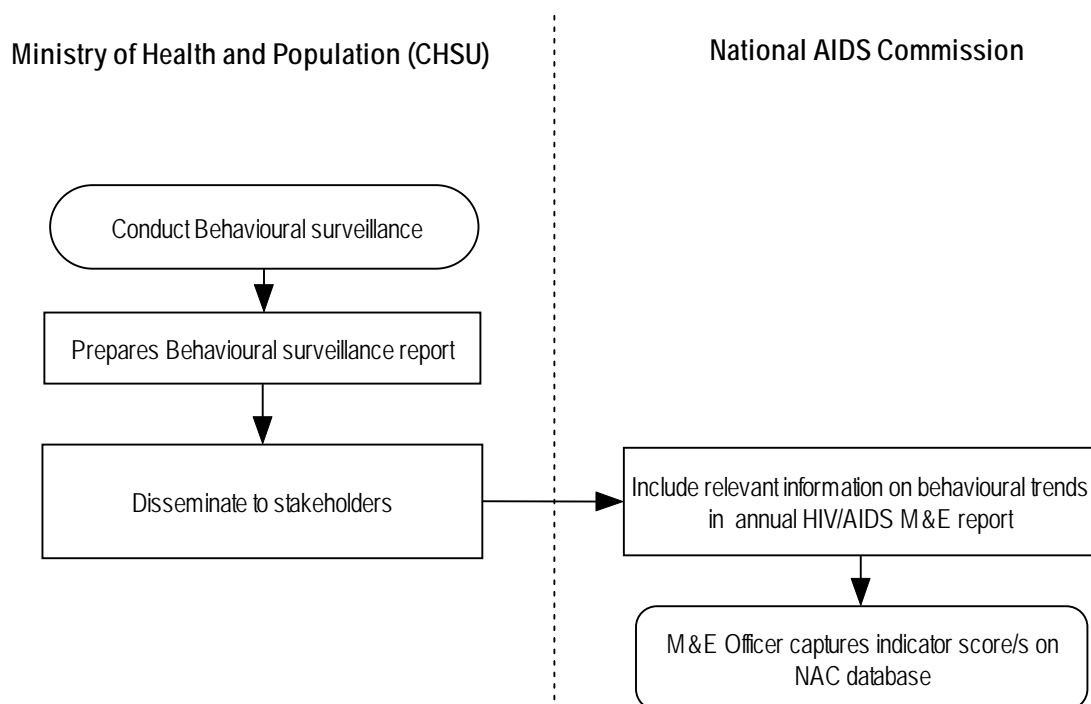 Ministry of Health and Population (CHSU)
National AIDS Commission
Conduct Behavioural surveillance
Prepares Behavioural surveillance report
Disseminate to stakeholders
Include relevant information on behavioural trends
in annual HIV/AIDS M&E report
M&E Officer captures indicator score/s on
NAC database